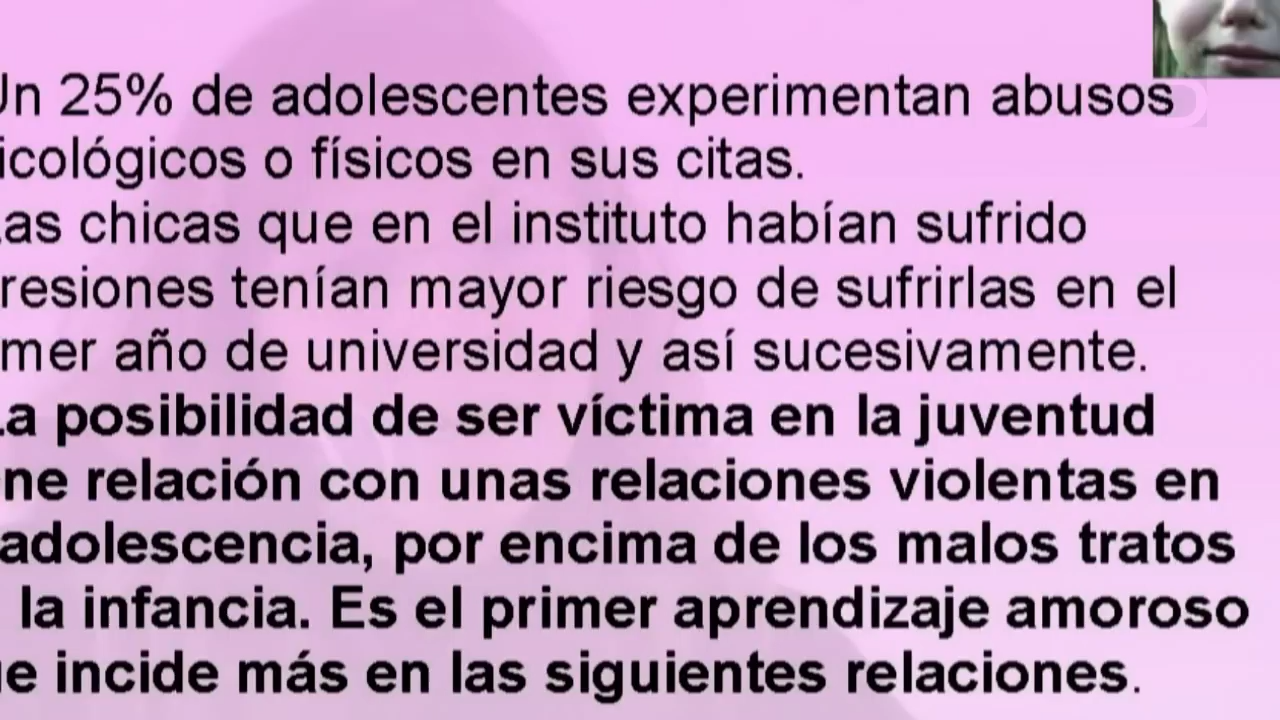 Un 25% de adolescentes experimentan abusos
icológicos o físicos en sus citas.
Las chicas que en el instituto habían sufrido
resiones tenían mayor riesgo de sufrirlas en el
mer año de universidad y así sucesivamente.
La posibilidad de ser víctima en la juventud
ne relación con unas relaciones violentas en
adolescencia, por encima de los malos tratos
la infancia. Es el primer aprendizaje amoroso
e incide más en las siguientes relaciones.